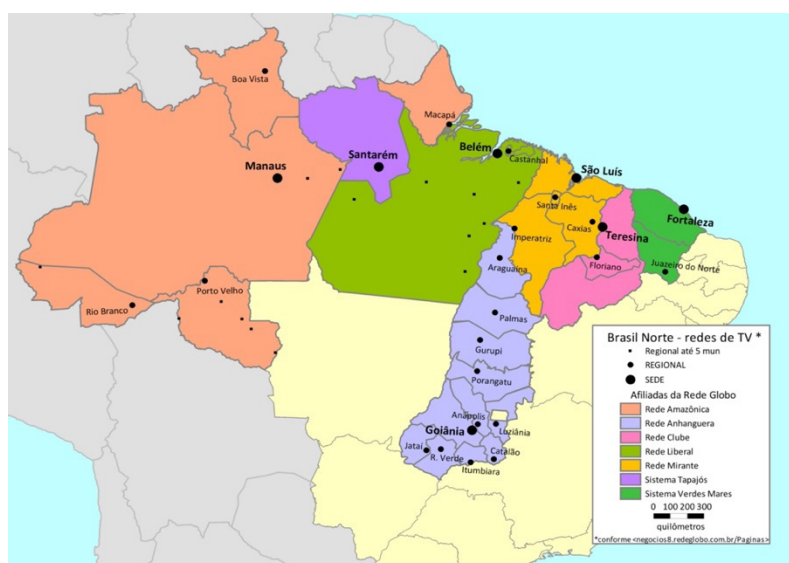 Boa Vista
Macapá
Manaus
Santarém
Belém
Castanhal
São Luís
Santa Inês
Fortaleza
Caxias
Teresina
Imperatriz
Araguaína
Floriano
Juazeiro do Norte
Porto Velho
Rio Branco
Palmas
Gurupi
Porangatu
Anápolis
Goiânia
Luziânia
Jataí
R. Verde
Catalão
Itumbiara
Brasil Norte - redes de TV *
Regional até 5 mun
REGIONAL
SEDE
Afiliadas da Rede Globo
Rede Amazônica
Rede Anhanguera
Rede Clube
Rede Liberal
Rede Mirante
Sistema Tapajós
Sistema Verdes Mares
0 100 200 300
quilômetros
*conforme <negocios8.redeglobo.com.br/Paginas>